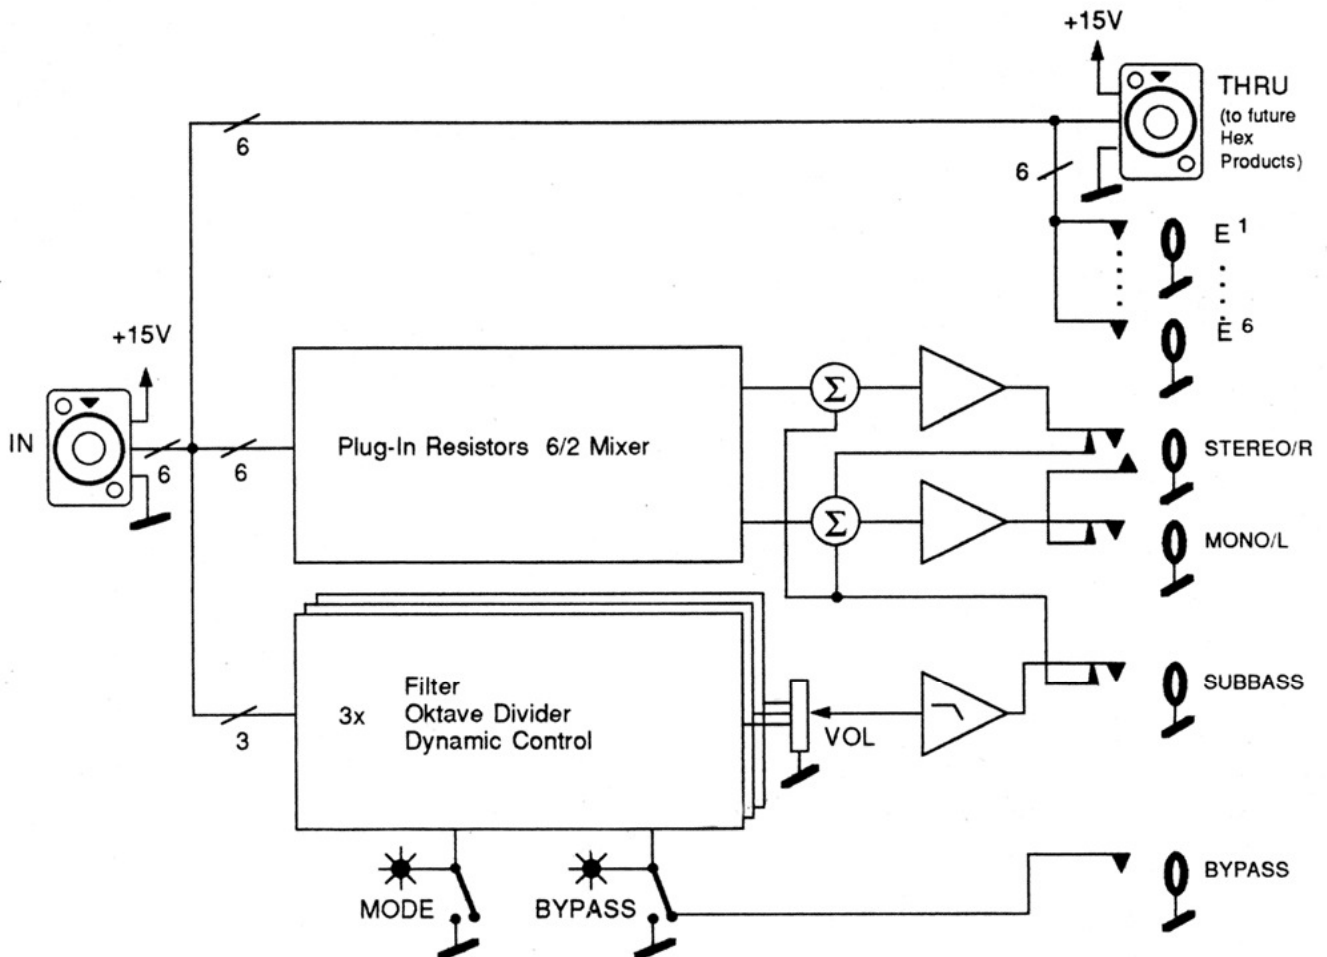 +15V
THRU
(to future
Hex
Products)
6
6
E 1
E 6
+15V
IN
6
6
Plug-In Resistors 6/2 Mixer
Σ
Σ
STEREO/R
MONO/L
3x
Filter
Oktave Divider
Dynamic Control
3
VOL
SUBBASS
MODE
BYPASS
BYPASS